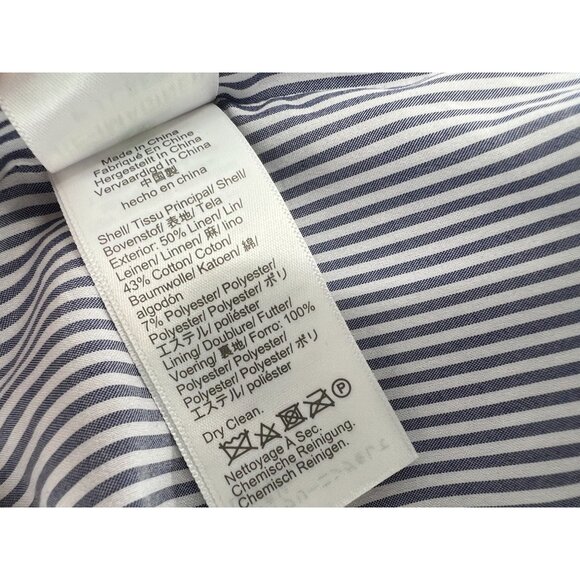 Made in China
Fabriqué En Chine
Hergestellt in China
Vervaardlod in China
中国製
hecho en china
Shell/ Tissu Principal/ Shell/
Bovenstof/ 表地/ Tela
Exterior: 50% Linen/ Lin/
Leinen/ Linnen/ 麻/ lino
43% Cotton/ Coton/
Baumwolle/ Katoen/ 綿/
algodón
7% Polyester/ Polyester/
Polyester/ Polyester/ ポリ
エステル/ poliéster
Lining/ Doublure/ Futter/
Voering/ 裏地/ Forro: 100%
Polyester/ Polyester/
Polyester/ Polyester/ ポリ
エステル/ poliéster
Dry Clean.
P
Nettoyage À Sec.
Chemische Reinigung.
Chemisch Reinigen.